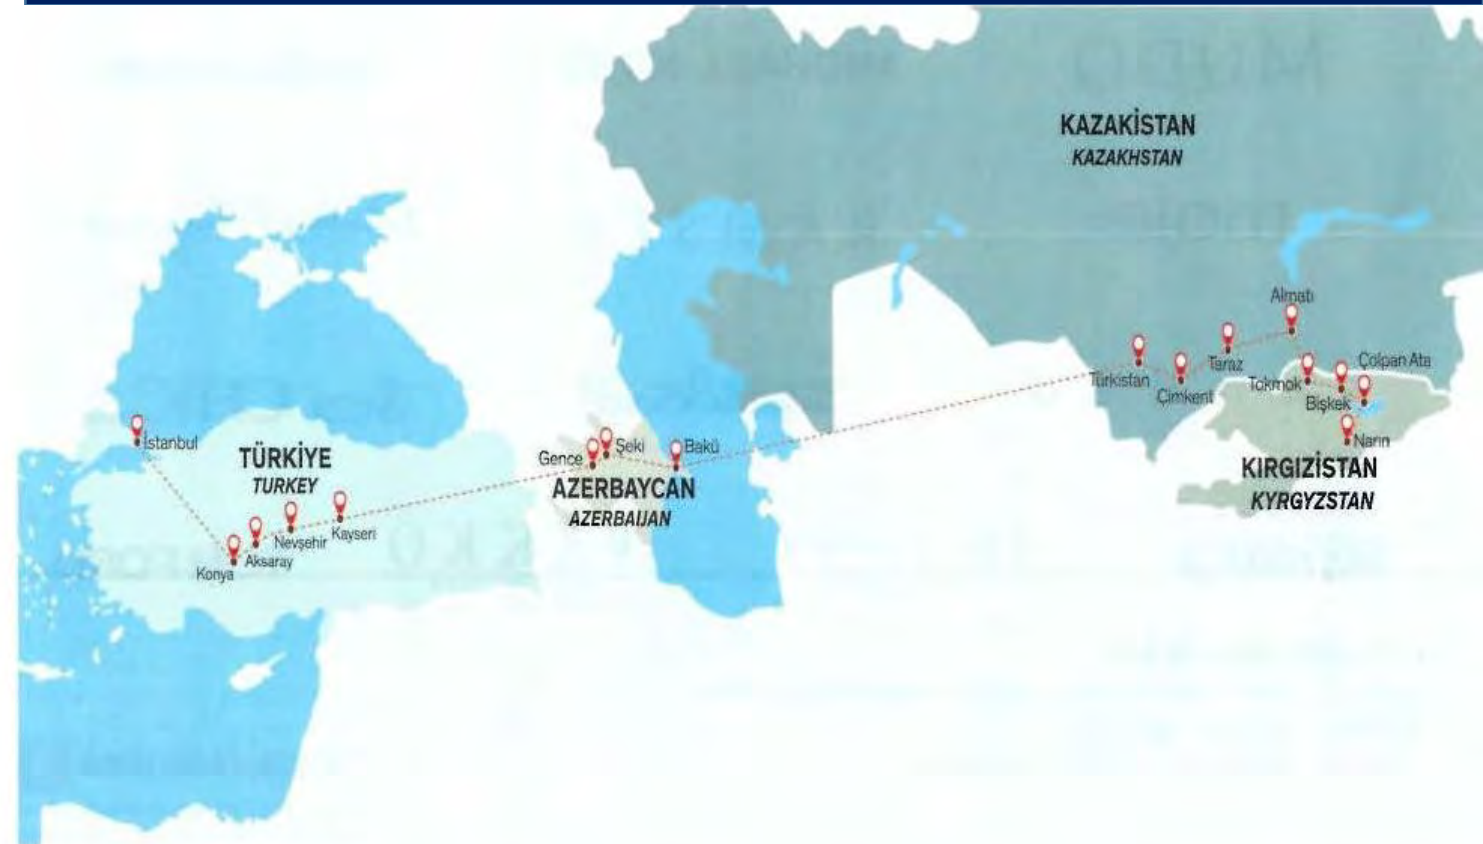 KAZAKİSTAN
KAZAKHSTAN
Almatı
Taraz
Türkistan
Çimkent
Tokmok
Çolpan Ata
Bişkek
Narın
KIRGIZİSTAN
KYRGYZSTAN
İstanbul
TÜRKİYE
TURKEY
Kayseri
Nevşehir
Aksaray
Konya
Gence
Şeki
Bakü
AZERBAYCAN
AZERBAIJAN